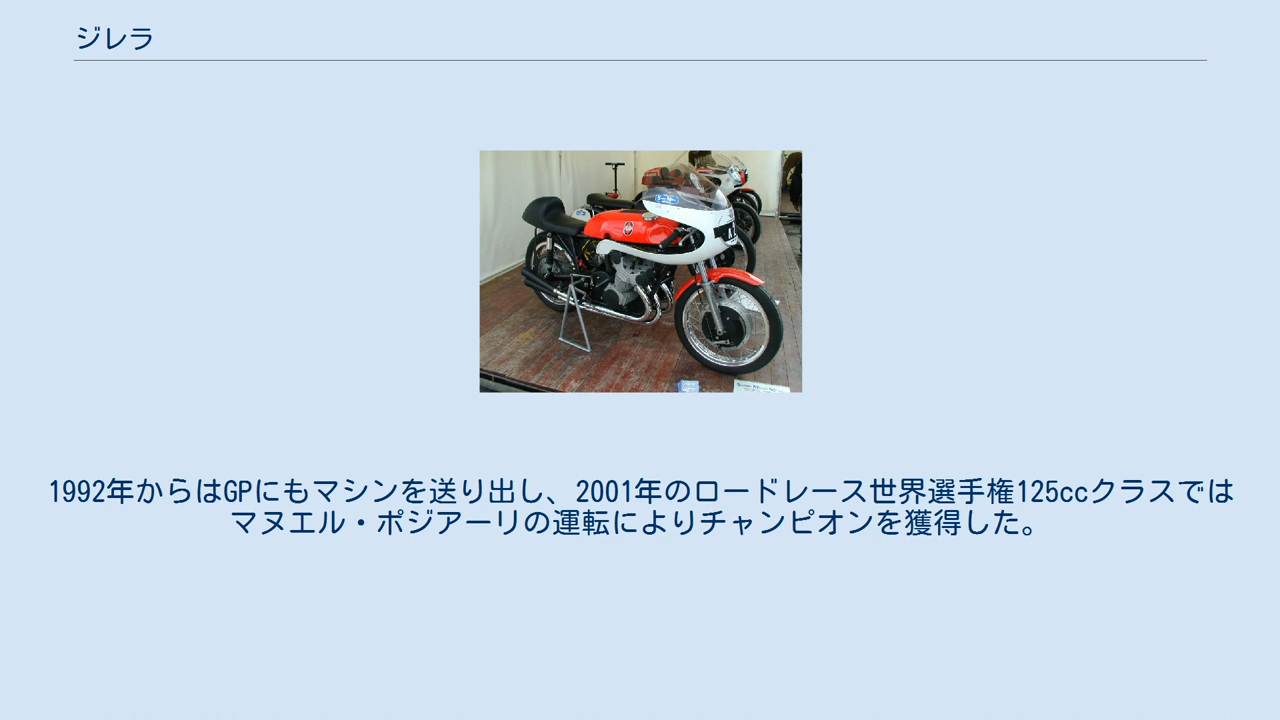 ジレラ
1992年からはGPにもマシンを送り出し、2001年のロードレース世界選手権125ccクラスでは
マヌエル・ポジアーリの運転によりチャンピオンを獲得した。